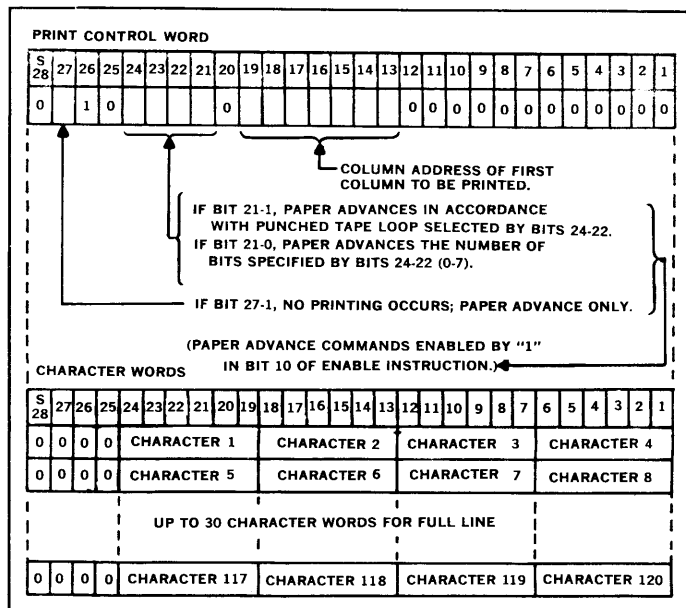 PRINT CONTROL WORD
S 28 27 26 25 24 23 22 21 20 19 18 17 16 15 14 13 12 11 10 9 8 7 6 5 4 3 2 1
0 1 0 0 0 0 0 0 0 0 0 0 0 0 0 0
COLUMN ADDRESS OF FIRST
COLUMN TO BE PRINTED.
IF BIT 21-1, PAPER ADVANCES IN ACCORDANCE
WITH PUNCHED TAPE LOOP SELECTED BY BITS 24-22.
IF BIT 21-0, PAPER ADVANCES THE NUMBER OF
BITS SPECIFIED BY BITS 24-22 (0-7).
IF BIT 27-1, NO PRINTING OCCURS; PAPER ADVANCE ONLY.
(PAPER ADVANCE COMMANDS ENABLED BY "1"
IN BIT 10 OF ENABLE INSTRUCTION.)
CHARACTER WORDS
S 28 27 26 25 24 23 22 21 20 19 18 17 16 15 14 13 12 11 10 9 8 7 6 5 4 3 2 1
0 0 0 0 CHARACTER 1 CHARACTER 2 CHARACTER 3 CHARACTER 4
0 0 0 0 CHARACTER 5 CHARACTER 6 CHARACTER 7 CHARACTER 8
UP TO 30 CHARACTER WORDS FOR FULL LINE
0 0 0 0 CHARACTER 117 CHARACTER 118 CHARACTER 119 CHARACTER 120